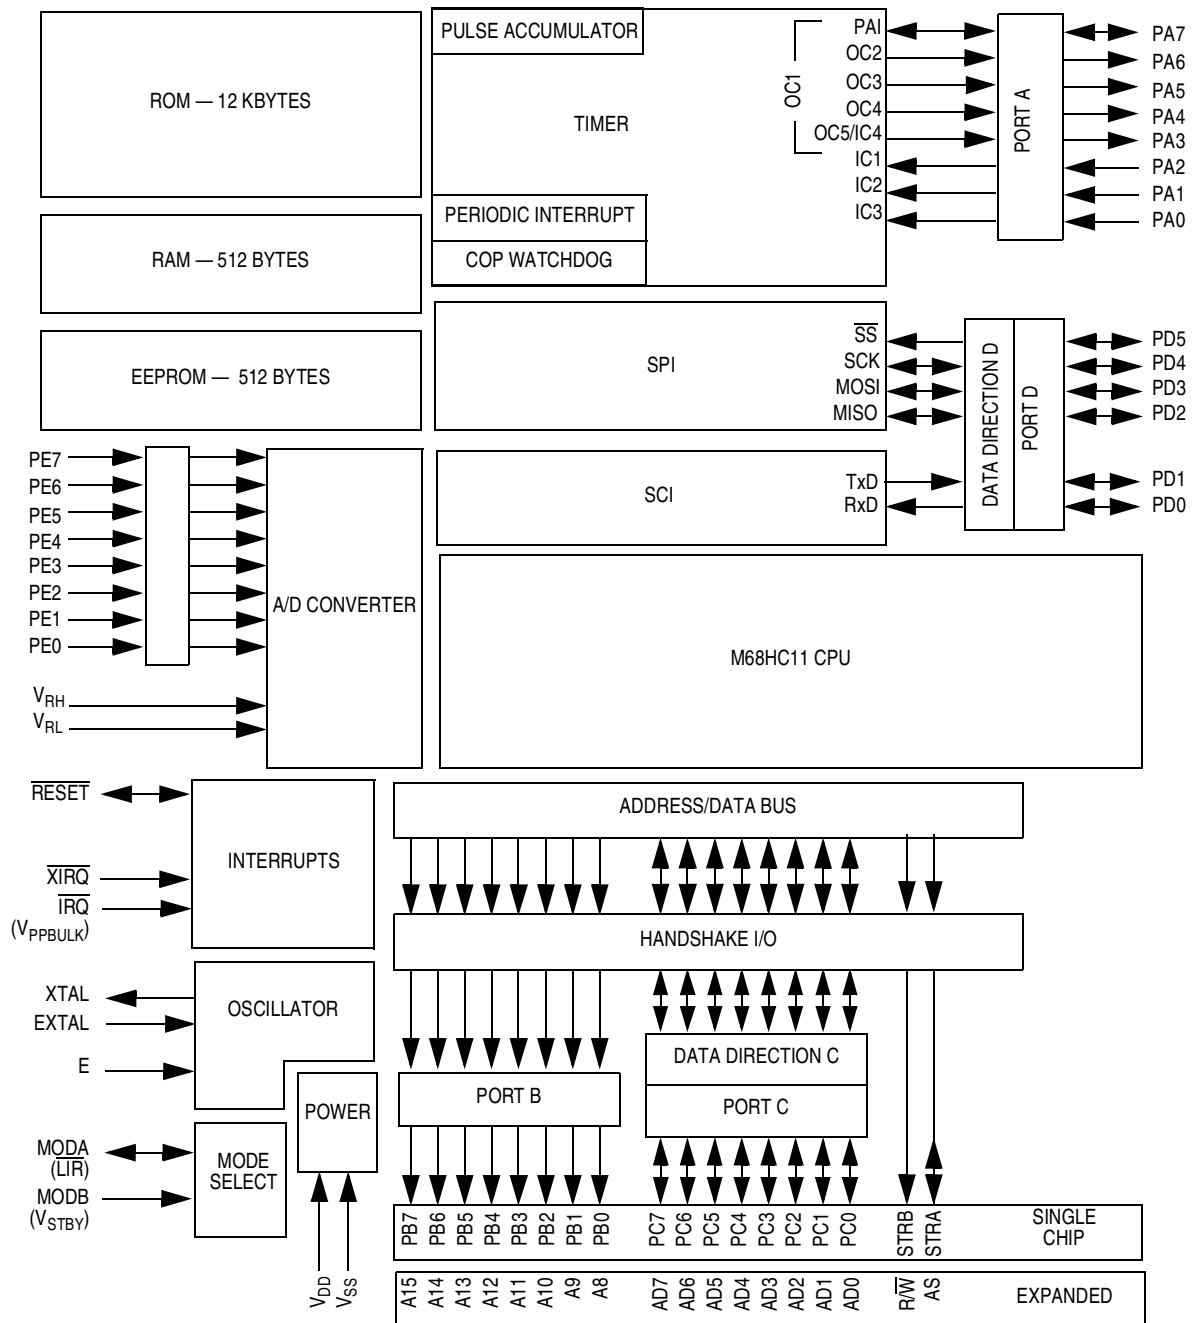 PULSE ACCUMULATOR
ROM — 12 KBYTES
TIMER
OC1
PAI
OC2
OC3
OC4
OC5/IC4
IC1
IC2
IC3
PORT A
PA7
PA6
PA5
PA4
PA3
PA2
PA1
PA0
PERIODIC INTERRUPT
COP WATCHDOG
RAM — 512 BYTES
EEPROM — 512 BYTES
SPI
S̅S̅
SCK
MOSI
MISO
DATA DIRECTION D
PORT D
PD5
PD4
PD3
PD2
PD1
PD0
SCI
TxD
RxD
PE7
PE6
PE5
PE4
PE3
PE2
PE1
PE0
VRH
VRL
A/D CONVERTER
M68HC11 CPU
R̅E̅S̅E̅T̅
X̅I̅R̅Q̅
I̅R̅Q̅
(VPPBULK)
INTERRUPTS
ADDRESS/DATA BUS
HANDSHAKE I/O
XTAL
EXTAL
E
OSCILLATOR
DATA DIRECTION C
PORT C
PORT B
POWER
MODA
(L̅I̅R̅)
MODB
(VSTBY)
MODE
SELECT
VDD
VSS
PB7
PB6
PB5
PB4
PB3
PB2
PB1
PB0
PC7
PC6
PC5
PC4
PC3
PC2
PC1
PC0
STRB
STRA
SINGLE
CHIP
A15
A14
A13
A12
A11
A10
A9
A8
AD7
AD6
AD5
AD4
AD3
AD2
AD1
AD0
R/W̅
AS
EXPANDED